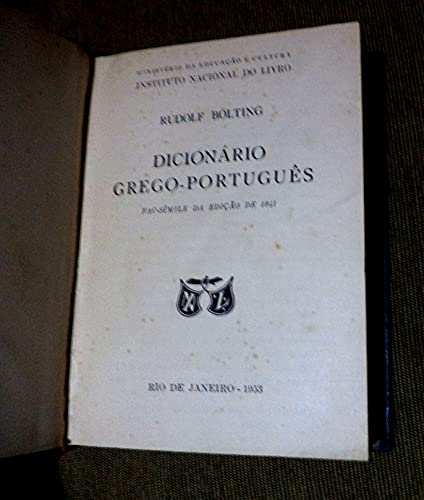 MINISTÉRIO DA EDUCAÇÃO E CULTURA
INSTITUTO NACIONAL DO LIVRO
RUDOLF BÖLTING
DICIONÁRIO
GREGO-PORTUGUÊS
FAC-SÍMILE DA EDIÇÃO DE 1941
RIO DE JANEIRO - 1953